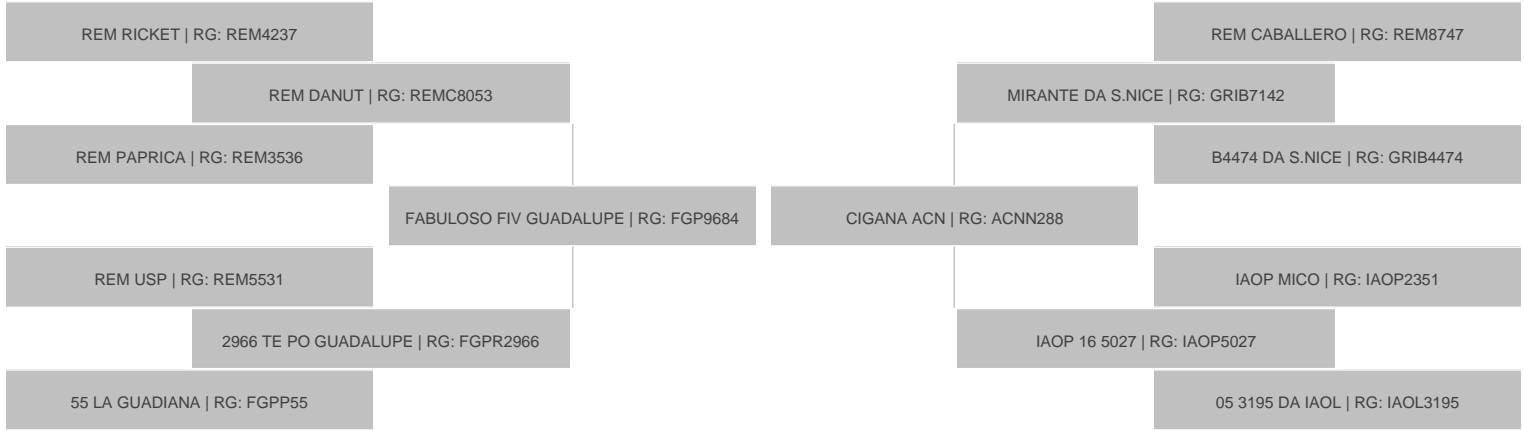 REM RICKET | RG: REM4237
REM CABALLERO | RG: REM8747
REM DANUT | RG: REMC8053
MIRANTE DA S.NICE | RG: GRIB7142
REM PAPRICA | RG: REM3536
B4474 DA S.NICE | RG: GRIB4474
FABULOSO FIV GUADALUPE | RG: FGP9684
CIGANA ACN | RG: ACNN288
REM USP | RG: REM5531
IAOP MICO | RG: IAOP2351
2966 TE PO GUADALUPE | RG: FGPR2966
IAOP 16 5027 | RG: IAOP5027
55 LA GUADIANA | RG: FGPP55
05 3195 DA IAOL | RG: IAOL3195